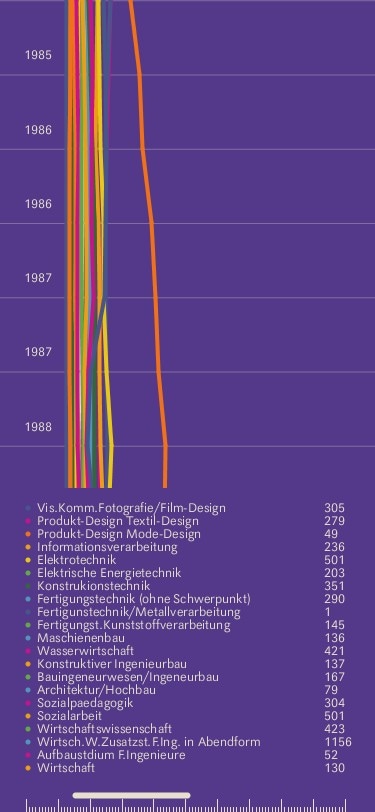 1985
1986
1986
1987
1987
1988
Vis.Komm.Fotografie/Film-Design 305
Produkt-Design Textil-Design 279
Produkt-Design Mode-Design 49
Informationsverarbeitung 236
Elektrotechnik 501
Elektrische Energietechnik 203
Konstrukionstechnik 351
Fertigungstechnik (ohne Schwerpunkt) 290
Fertigunstechnik/Metallverarbeitung 1
Fertigungst.Kunststoffverarbeitung 145
Maschienenbau 136
Wasserwirtschaft 421
Konstruktiver Ingenieurbau 137
Bauingeneurwesen/Ingeneurbau 167
Architektur/Hochbau 79
Sozialpaedagogik 304
Sozialarbeit 501
Wirtschaftswissenschaft 423
Wirtsch.W.Zusatzst.F.Ing. in Abendform 1156
Aufbaustdium F.Ingenieure 52
Wirtschaft 130